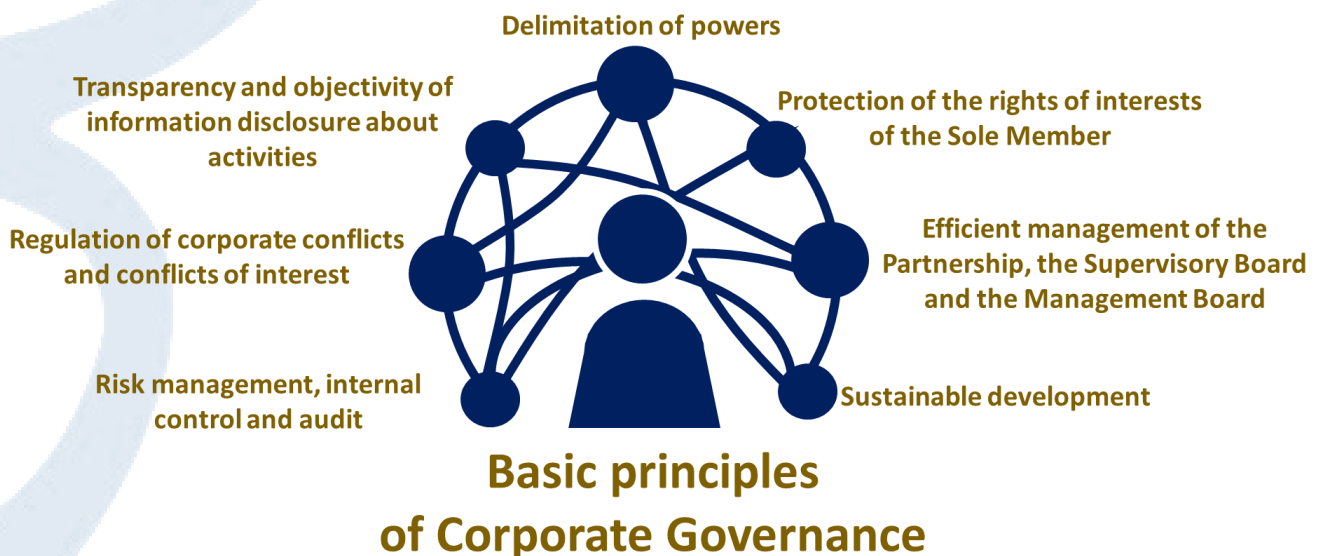 Delimitation of powers
Transparency and objectivity of
information disclosure about
activities
Protection of the rights of interests
of the Sole Member
Regulation of corporate conflicts
and conflicts of interest
Efficient management of the
Partnership, the Supervisory Board
and the Management Board
Risk management, internal
control and audit
Sustainable development
Basic principles
of Corporate Governance